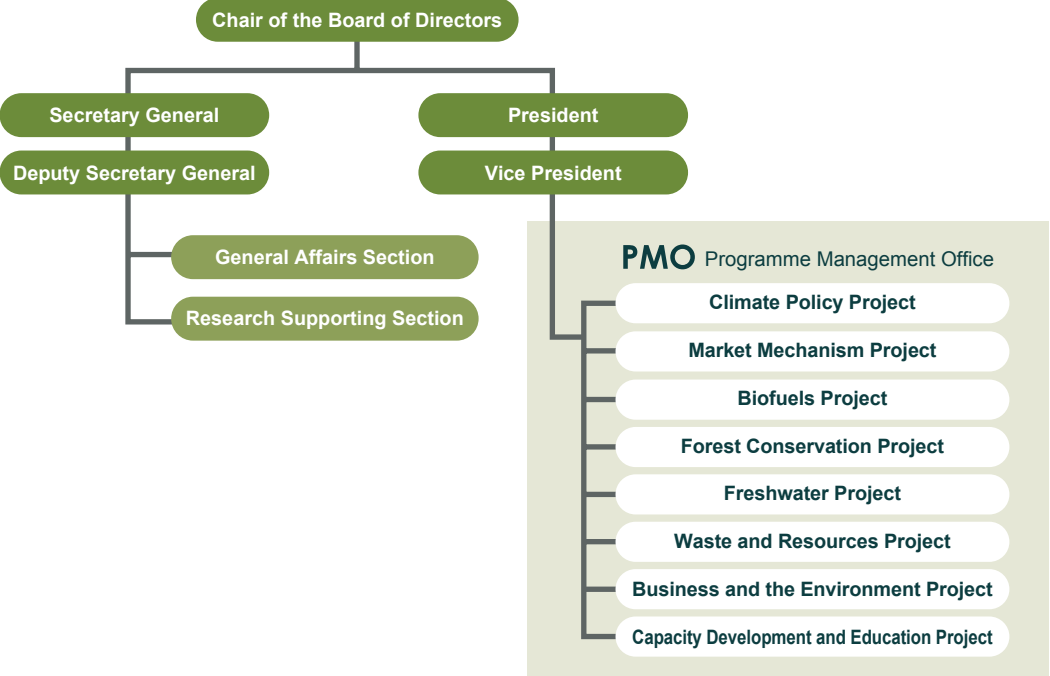 Chair of the Board of Directors
Secretary General
President
Deputy Secretary General
Vice President
General Affairs Section
Research Supporting Section
PMO Programme Management Office
Climate Policy Project
Market Mechanism Project
Biofuels Project
Forest Conservation Project
Freshwater Project
Waste and Resources Project
Business and the Environment Project
Capacity Development and Education Project